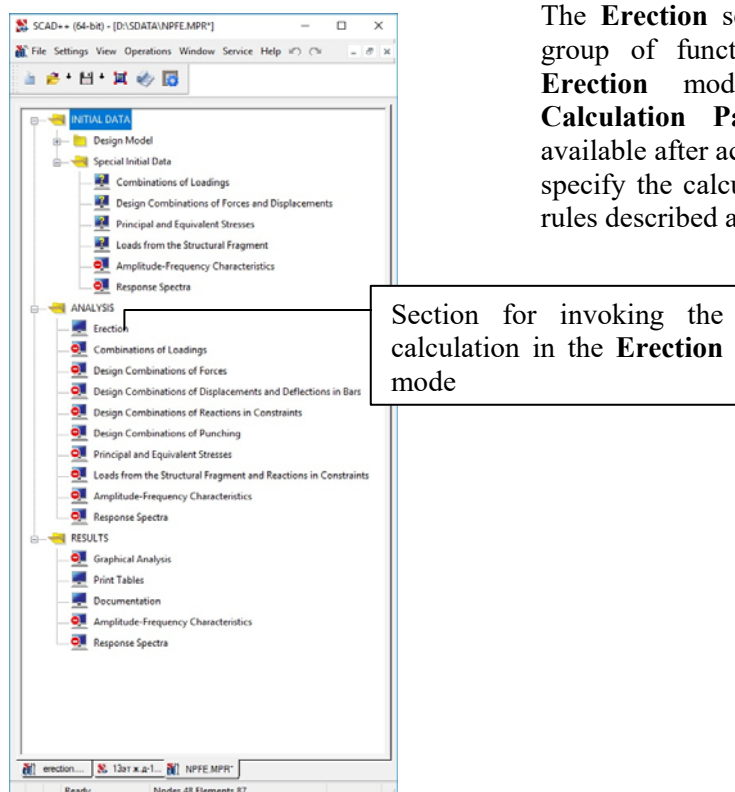 SCAD++ (64-bit) - [D:\SDATA\NPFE.MPR*]
File Settings View Operations Window Service Help
INITIAL DATA
Design Model
Special Initial Data
Combinations of Loadings
Design Combinations of Forces and Displacements
Principal and Equivalent Stresses
Loads from the Structural Fragment
Amplitude-Frequency Characteristics
Response Spectra
ANALYSIS
Erection
Combinations of Loadings
Design Combinations of Forces
Design Combinations of Displacements and Deflections in Bars
Design Combinations of Reactions in Constraints
Design Combinations of Punching
Principal and Equivalent Stresses
Loads from the Structural Fragment and Reactions in Constraints
Amplitude-Frequency Characteristics
Response Spectra
RESULTS
Graphical Analysis
Print Tables
Documentation
Amplitude-Frequency Characteristics
Response Spectra
erection.... 13эт ж.д-1... NPFE.MPR*
Ready Nodes 48 Elements 87
The Erection
group of
Erection
Calculation
available after
specify the
rules described
Section for invoking the
calculation in the Erection
mode